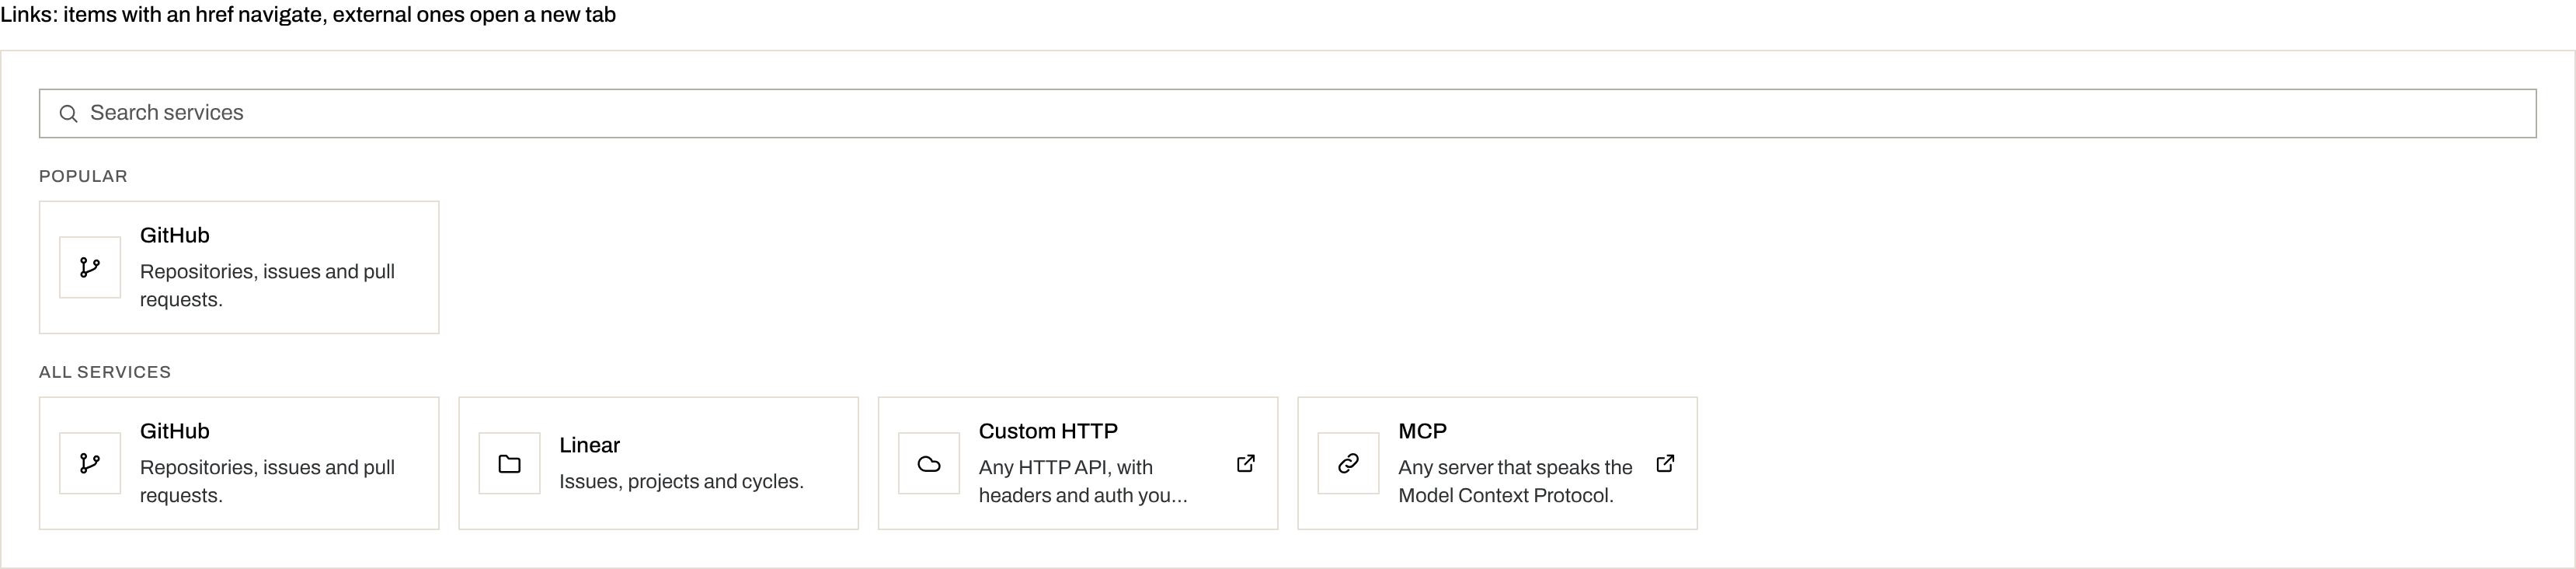 Links: items with an href navigate, external ones open a new tab
Search services
POPULAR
GitHub
Repositories, issues and pull
requests.
ALL SERVICES
GitHub
Repositories, issues and pull
requests.
Linear
Issues, projects and cycles.
Custom HTTP
Any HTTP API, with
headers and auth you...
MCP
Any server that speaks the
Model Context Protocol.